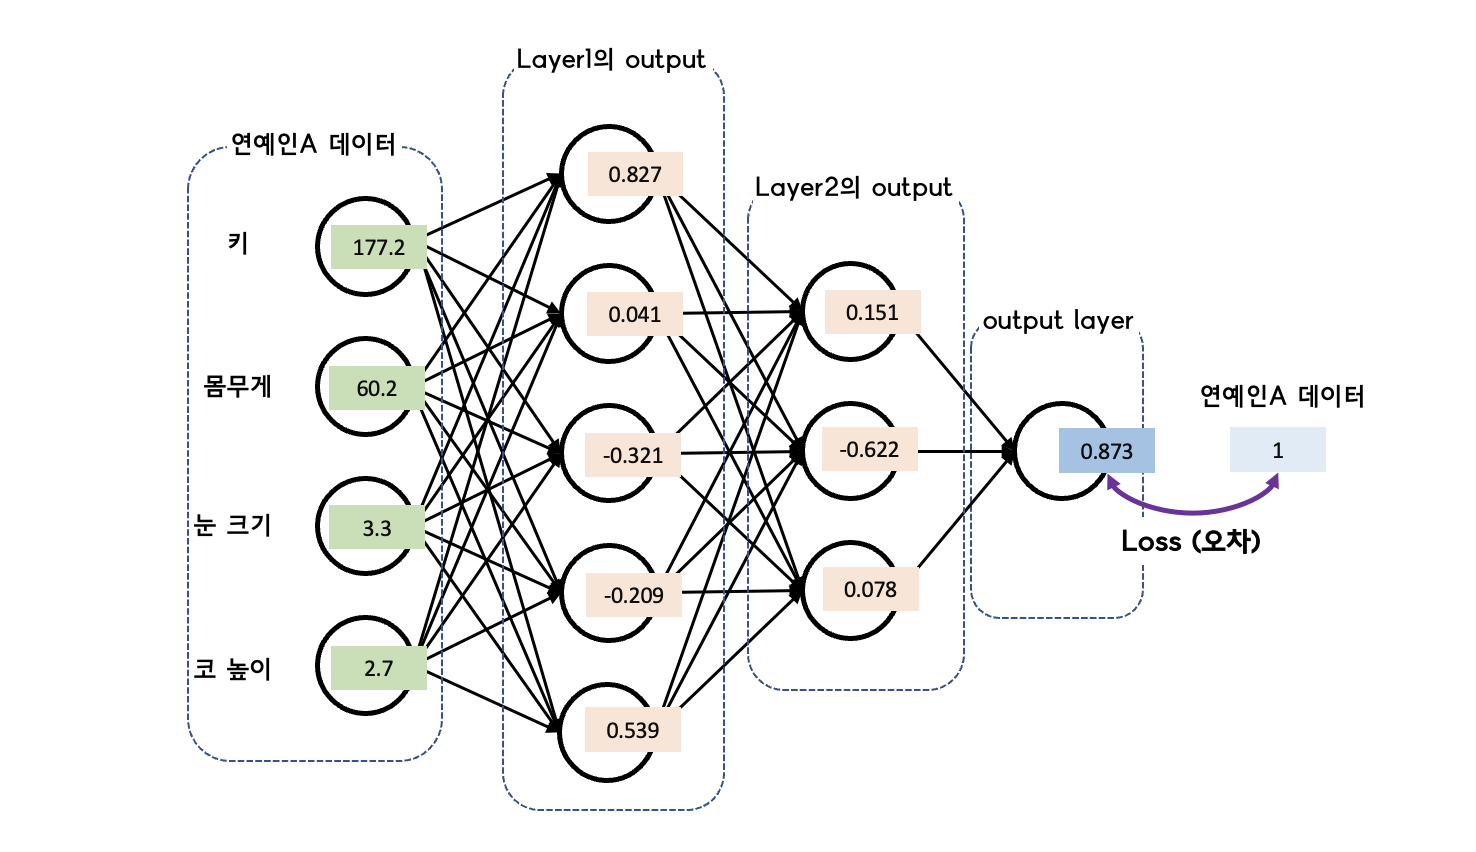 연예인A 데이터
키
177.2
몸무게
60.2
눈 크기
3.3
코 높이
2.7
Layer1의 output
0.827
0.041
-0.321
-0.209
0.539
Layer2의 output
0.151
-0.622
0.078
output layer
0.873
연예인A 데이터
1
Loss (오차)